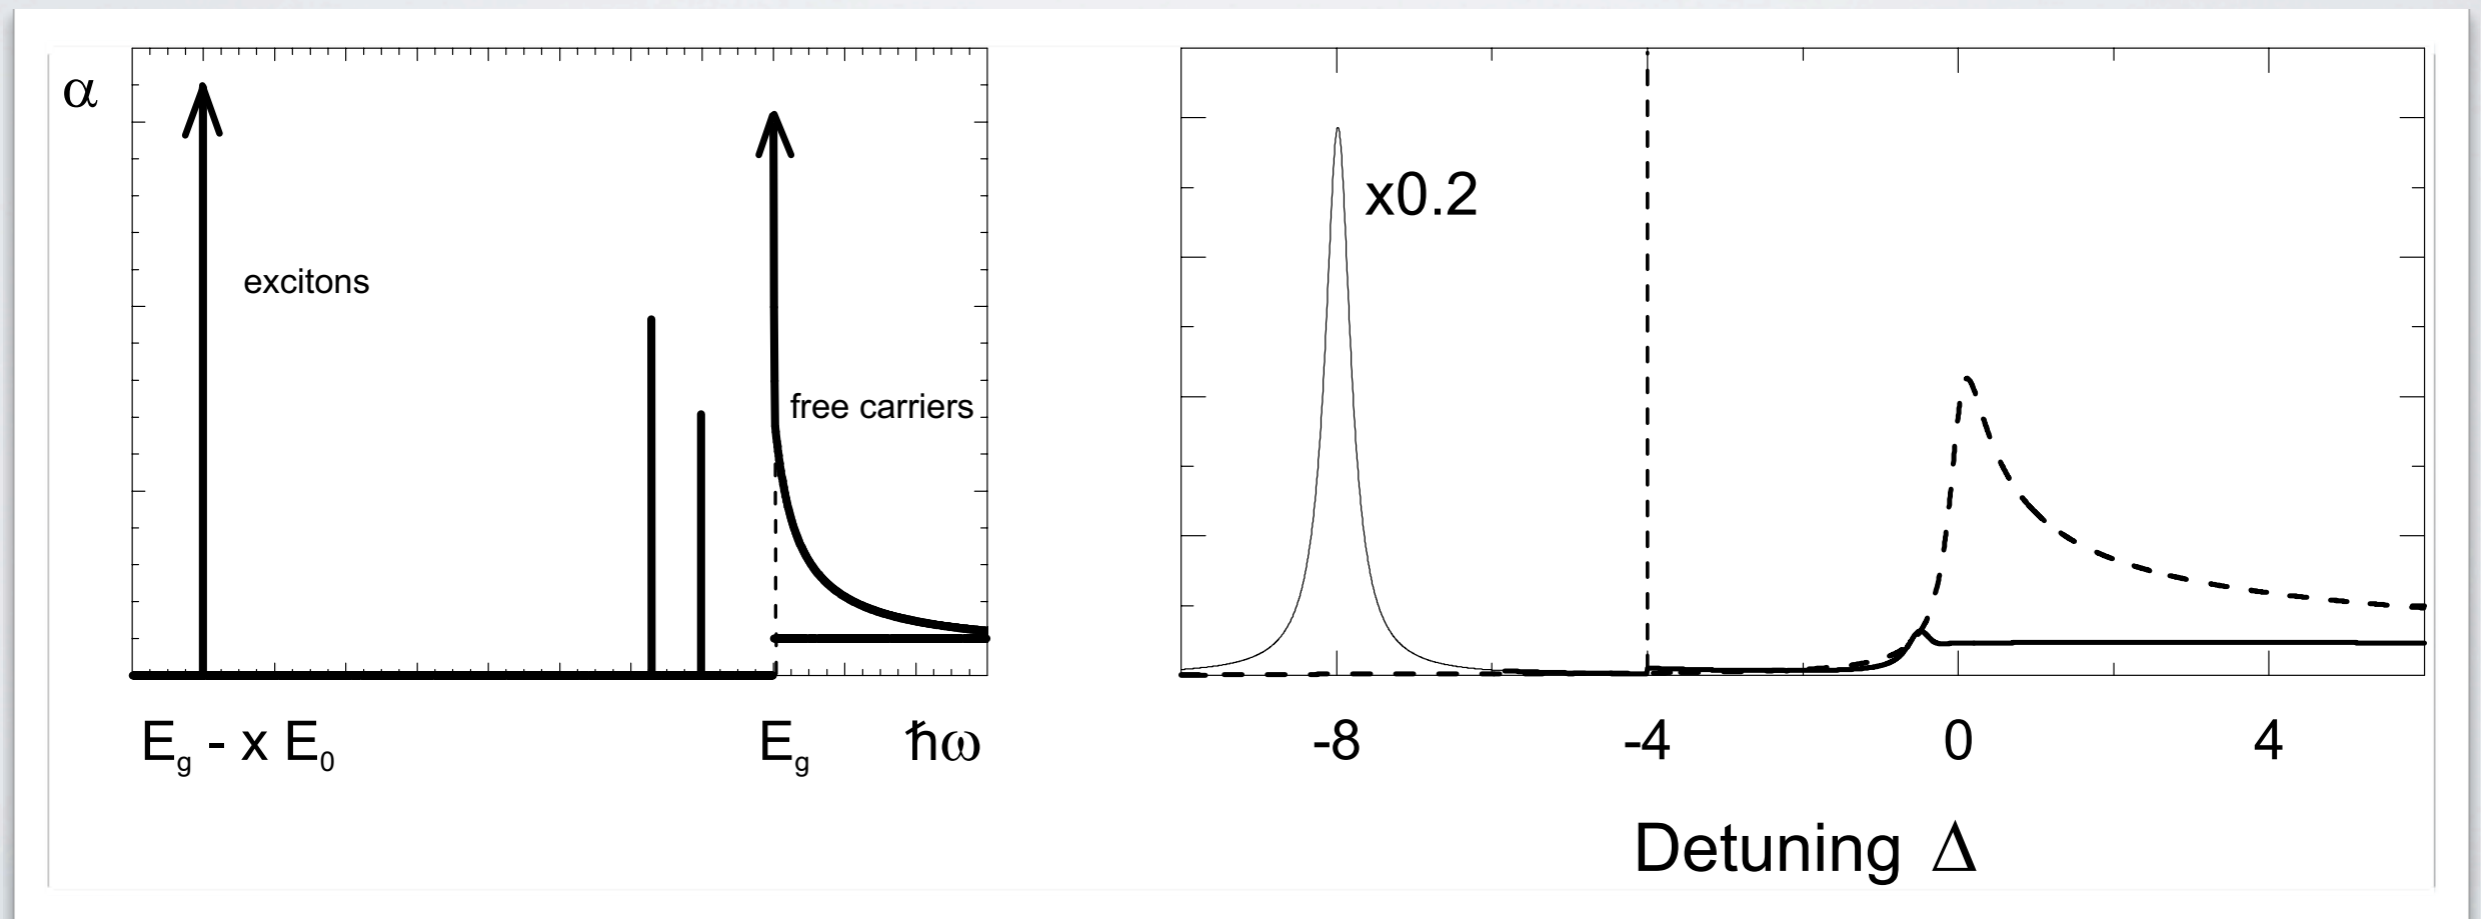 α
excitons
free carriers
E_g - x E_0
E_g
ħω
x0.2
-8
-4
0
4
Detuning Δ